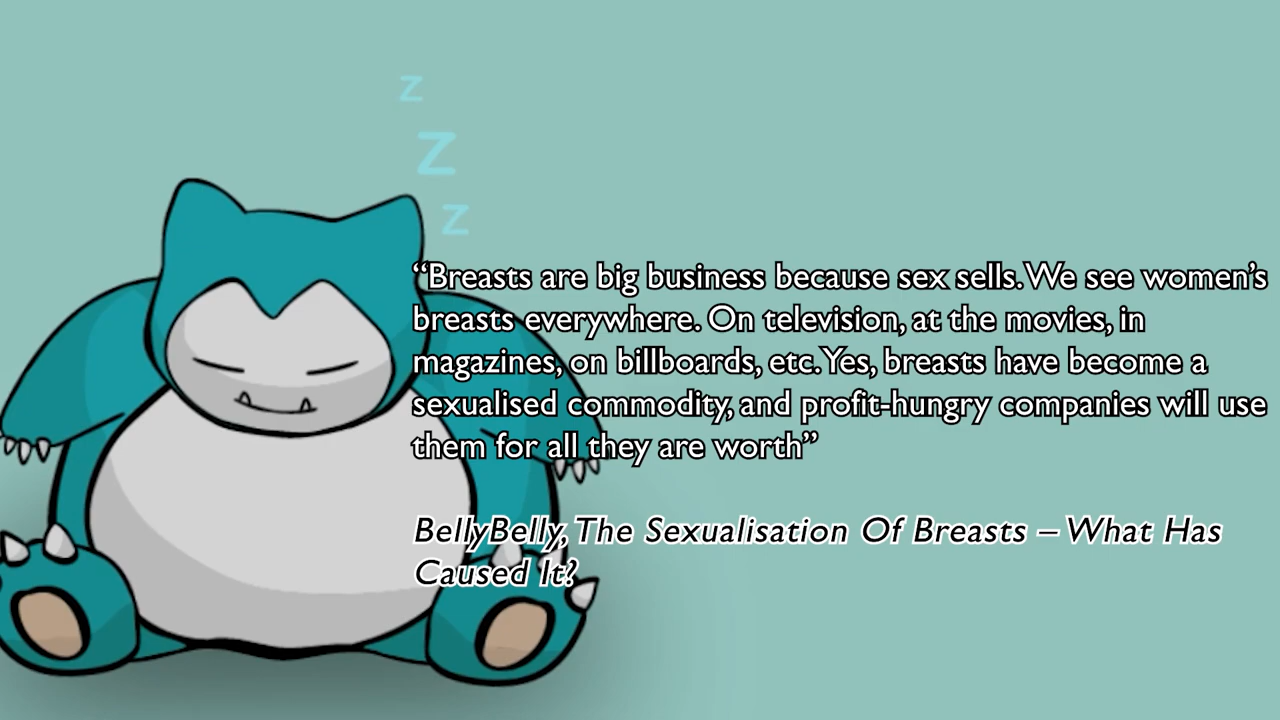 z
Z
z
“Breasts are big business because sex sells. We see women’s
breasts everywhere. On television, at the movies, in
magazines, on billboards, etc. Yes, breasts have become a
sexualised commodity, and profit-hungry companies will use
them for all they are worth”
BellyBelly, The Sexualisation Of Breasts – What Has
Caused It?